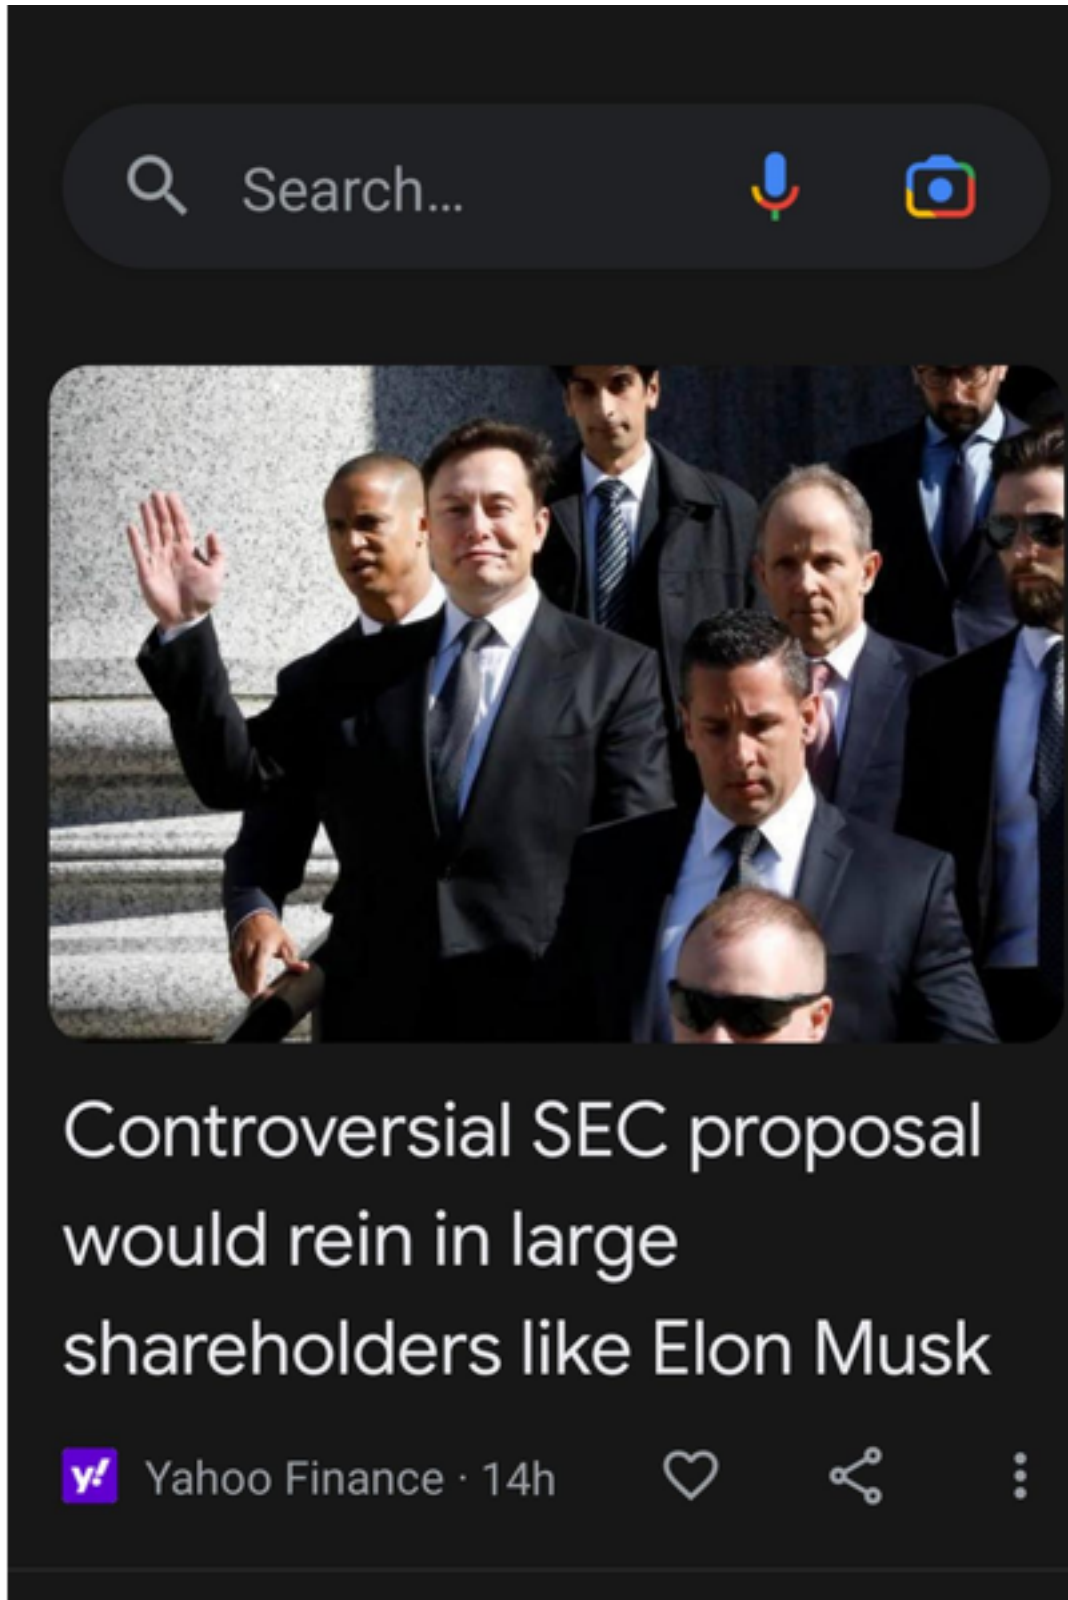 Search...
Controversial SEC proposal
would rein in large
shareholders like Elon Musk
y! Yahoo Finance · 14h